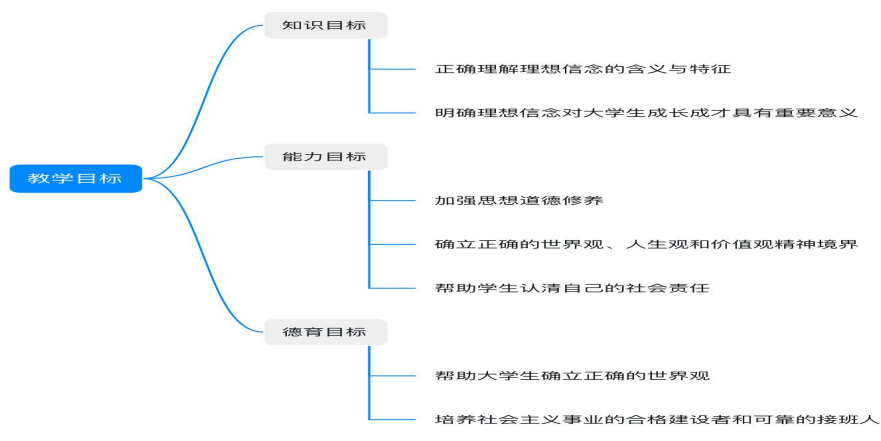 知识目标
正确理解理想信念的含义与特征
明确理想信念对大学生成长成才具有重要意义
能力目标
教学目标
加强思想道德修养
确立正确的世界观、人生观和价值观精神境界
帮助学生认清自己的社会责任
德育目标
帮助大学生确立正确的世界观
培养社会主义事业的合格建设者和可靠的接班人